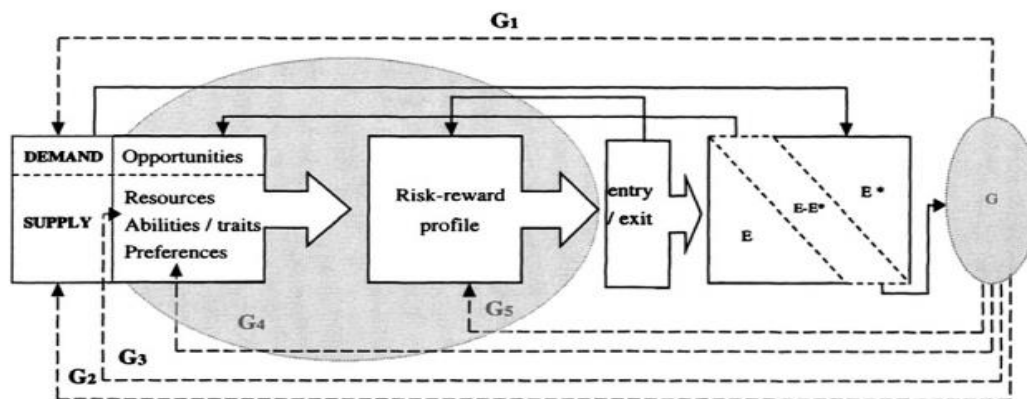 G1
DEMAND
Opportunities
SUPPLY
Resources
Abilities / traits
Preferences
Risk-reward
profile
entry
/ exit
E
E-E*
E*
G
G4
G5
G3
G2